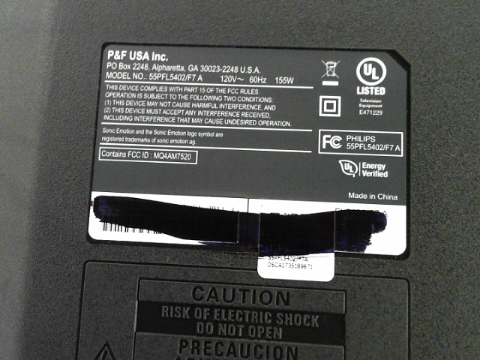 P&F USA Inc.
PO Box 2248, Alpharetta, GA 30023-2248 U.S.A.
MODEL NO.: 55PFL5402/F7 A 120V~ 60Hz 155W
THIS DEVICE COMPLIES WITH PART 15 OF THE FCC RULES
OPERATION IS SUBJECT TO THE FOLLOWING TWO CONDITIONS:
(1) THIS DEVICE MAY NOT CAUSE HARMFUL INTERFERENCE, AND
(2) THIS DEVICE MUST ACCEPT ANY INTERFERENCE RECEIVED,
INCLUDING INTERFERENCE THAT MAY CAUSE UNDESIRED OPERATION.
Sonic Emotion and the Sonic Emotion logo symbol are
registered trademarks of sonic emotion ag.
Contains FCC ID : MQ4AM7520
UL
LISTED
Television
Equipment
E471229
FC PHILIPS
55PFL5402/F7 A
UL Energy
Verified
Made in China
55PFL5402/F7A
CAUTION
RISK OF ELECTRIC SHOCK
DO NOT OPEN
PRECAUCION